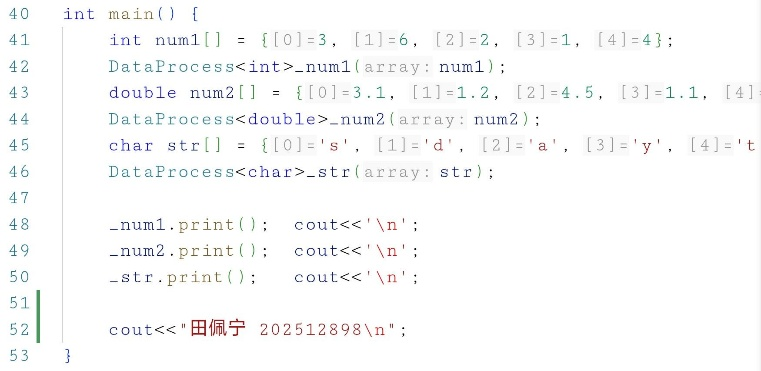 40 int main() {
41 int num1[] = {[0]=3, [1]=6, [2]=2, [3]=1, [4]=4};
42 DataProcess<int>_num1(array: num1);
43 double num2[] = {[0]=3.1, [1]=1.2, [2]=4.5, [3]=1.1, [4]=
44 DataProcess<double>_num2(array: num2);
45 char str[] = {[0]='s', [1]='d', [2]='a', [3]='y', [4]='t
46 DataProcess<char>_str(array: str);
47
48 _num1.print(); cout<<'\n';
49 _num2.print(); cout<<'\n';
50 _str.print(); cout<<'\n';
51
52 cout<<"田佩宁 202512898\n";
53 }